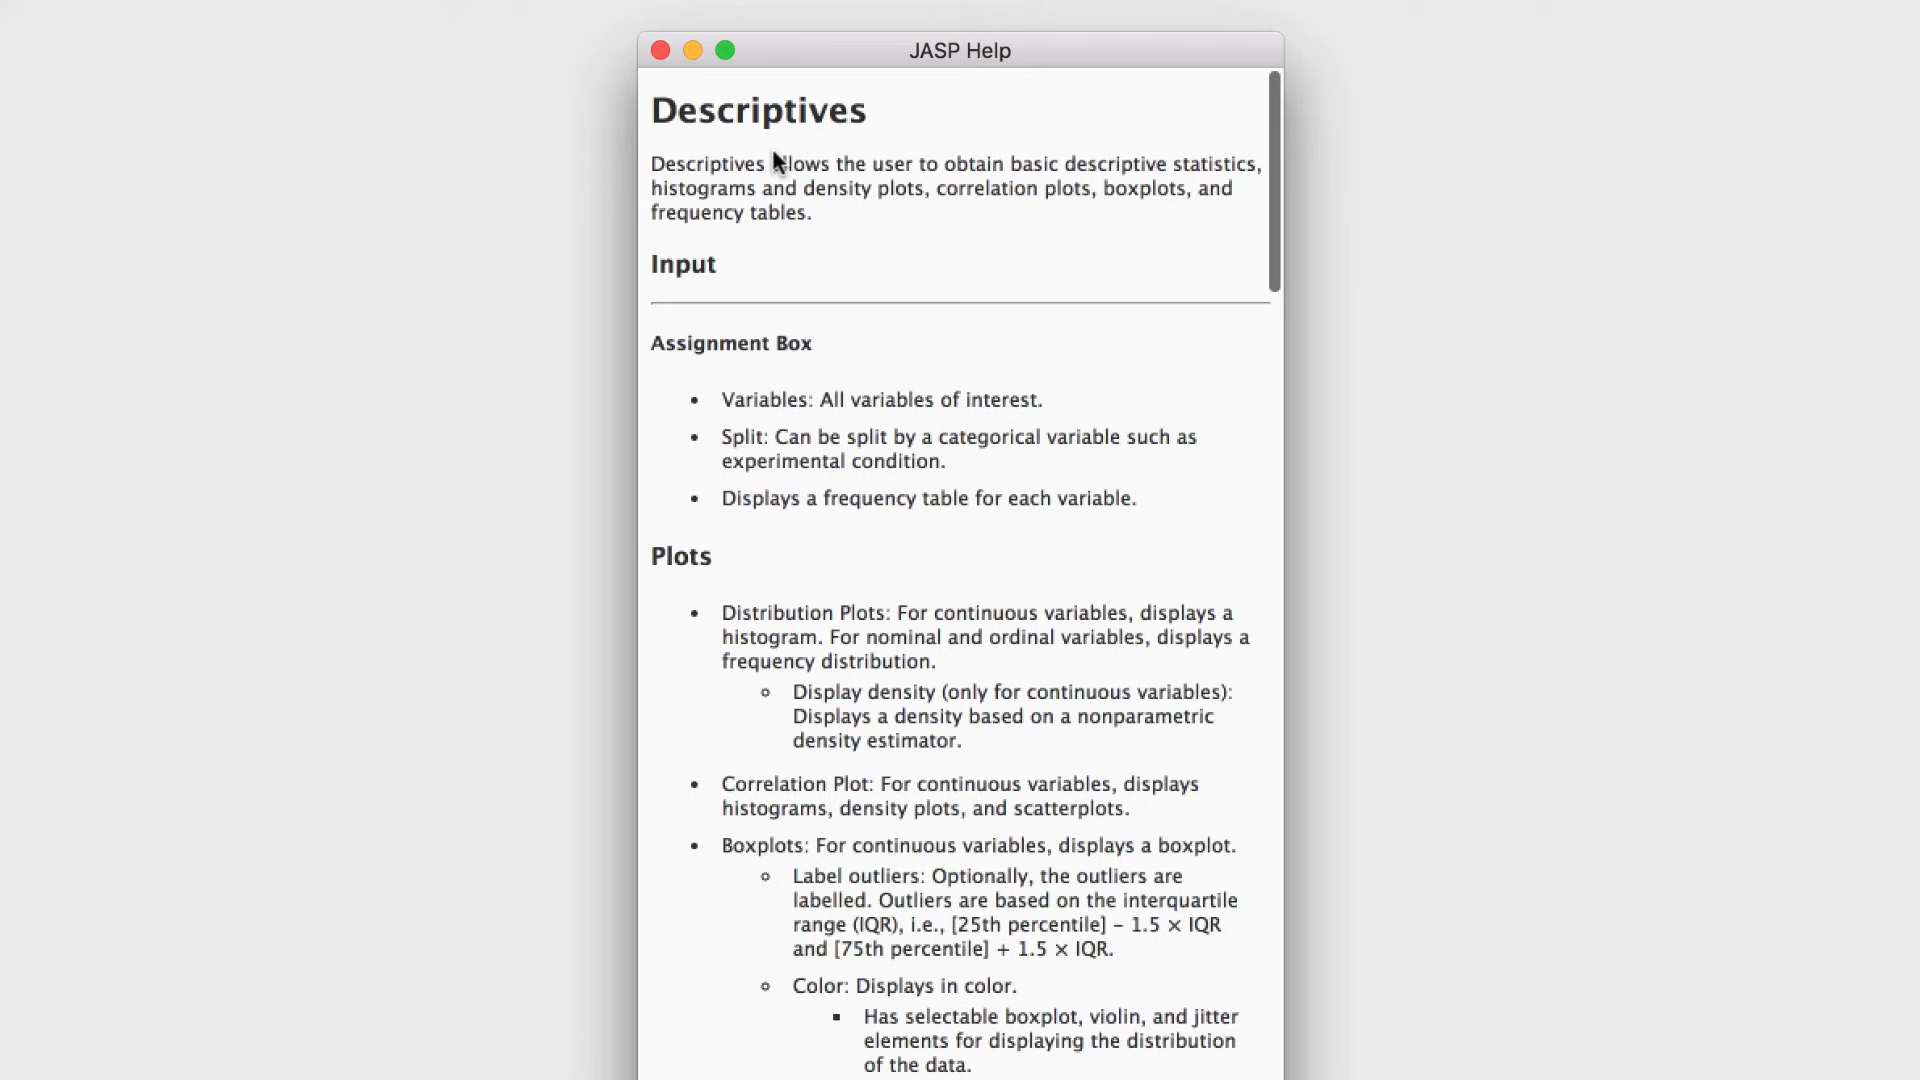 JASP Help
Descriptives
Descriptives allows the user to obtain basic descriptive statistics,
histograms and density plots, correlation plots, boxplots, and
frequency tables.
Input
Assignment Box
• Variables: All variables of interest.
• Split: Can be split by a categorical variable such as
experimental condition.
• Displays a frequency table for each variable.
Plots
• Distribution Plots: For continuous variables, displays a
histogram. For nominal and ordinal variables, displays a
frequency distribution.
◦ Display density (only for continuous variables):
Displays a density based on a nonparametric
density estimator.
• Correlation Plot: For continuous variables, displays
histograms, density plots, and scatterplots.
• Boxplots: For continuous variables, displays a boxplot.
◦ Label outliers: Optionally, the outliers are
labelled. Outliers are based on the interquartile
range (IQR), i.e., [25th percentile] − 1.5 × IQR
and [75th percentile] + 1.5 × IQR.
◦ Color: Displays in color.
▪ Has selectable boxplot, violin, and jitter
elements for displaying the distribution
of the data.